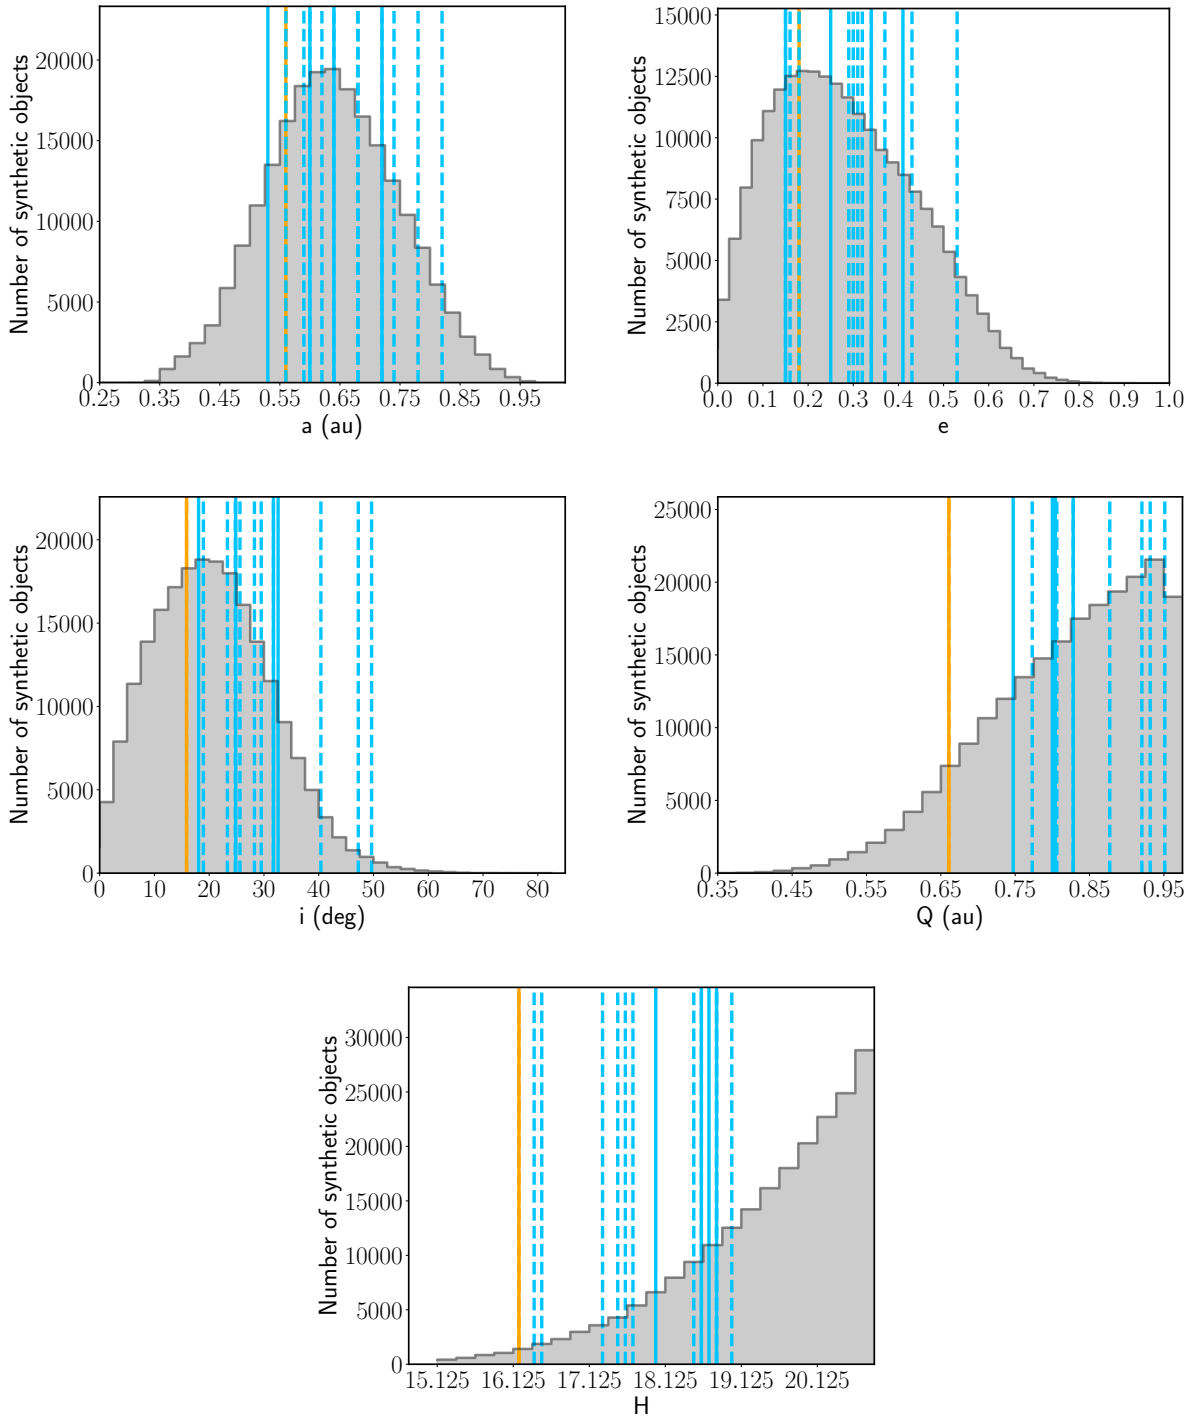 Number of synthetic objects
20000
15000
10000
5000
0
0.25 0.35 0.45 0.55 0.65 0.75 0.85 0.95
a (au)
Number of synthetic objects
15000
12500
10000
7500
5000
2500
0
0.0 0.1 0.2 0.3 0.4 0.5 0.6 0.7 0.8 0.9 1.0
e
Number of synthetic objects
20000
15000
10000
5000
0
0 10 20 30 40 50 60 70 80
i (deg)
Number of synthetic objects
25000
20000
15000
10000
5000
0
0.35 0.45 0.55 0.65 0.75 0.85 0.95
Q (au)
Number of synthetic objects
30000
25000
20000
15000
10000
5000
0
15.125 16.125 17.125 18.125 19.125 20.125
H